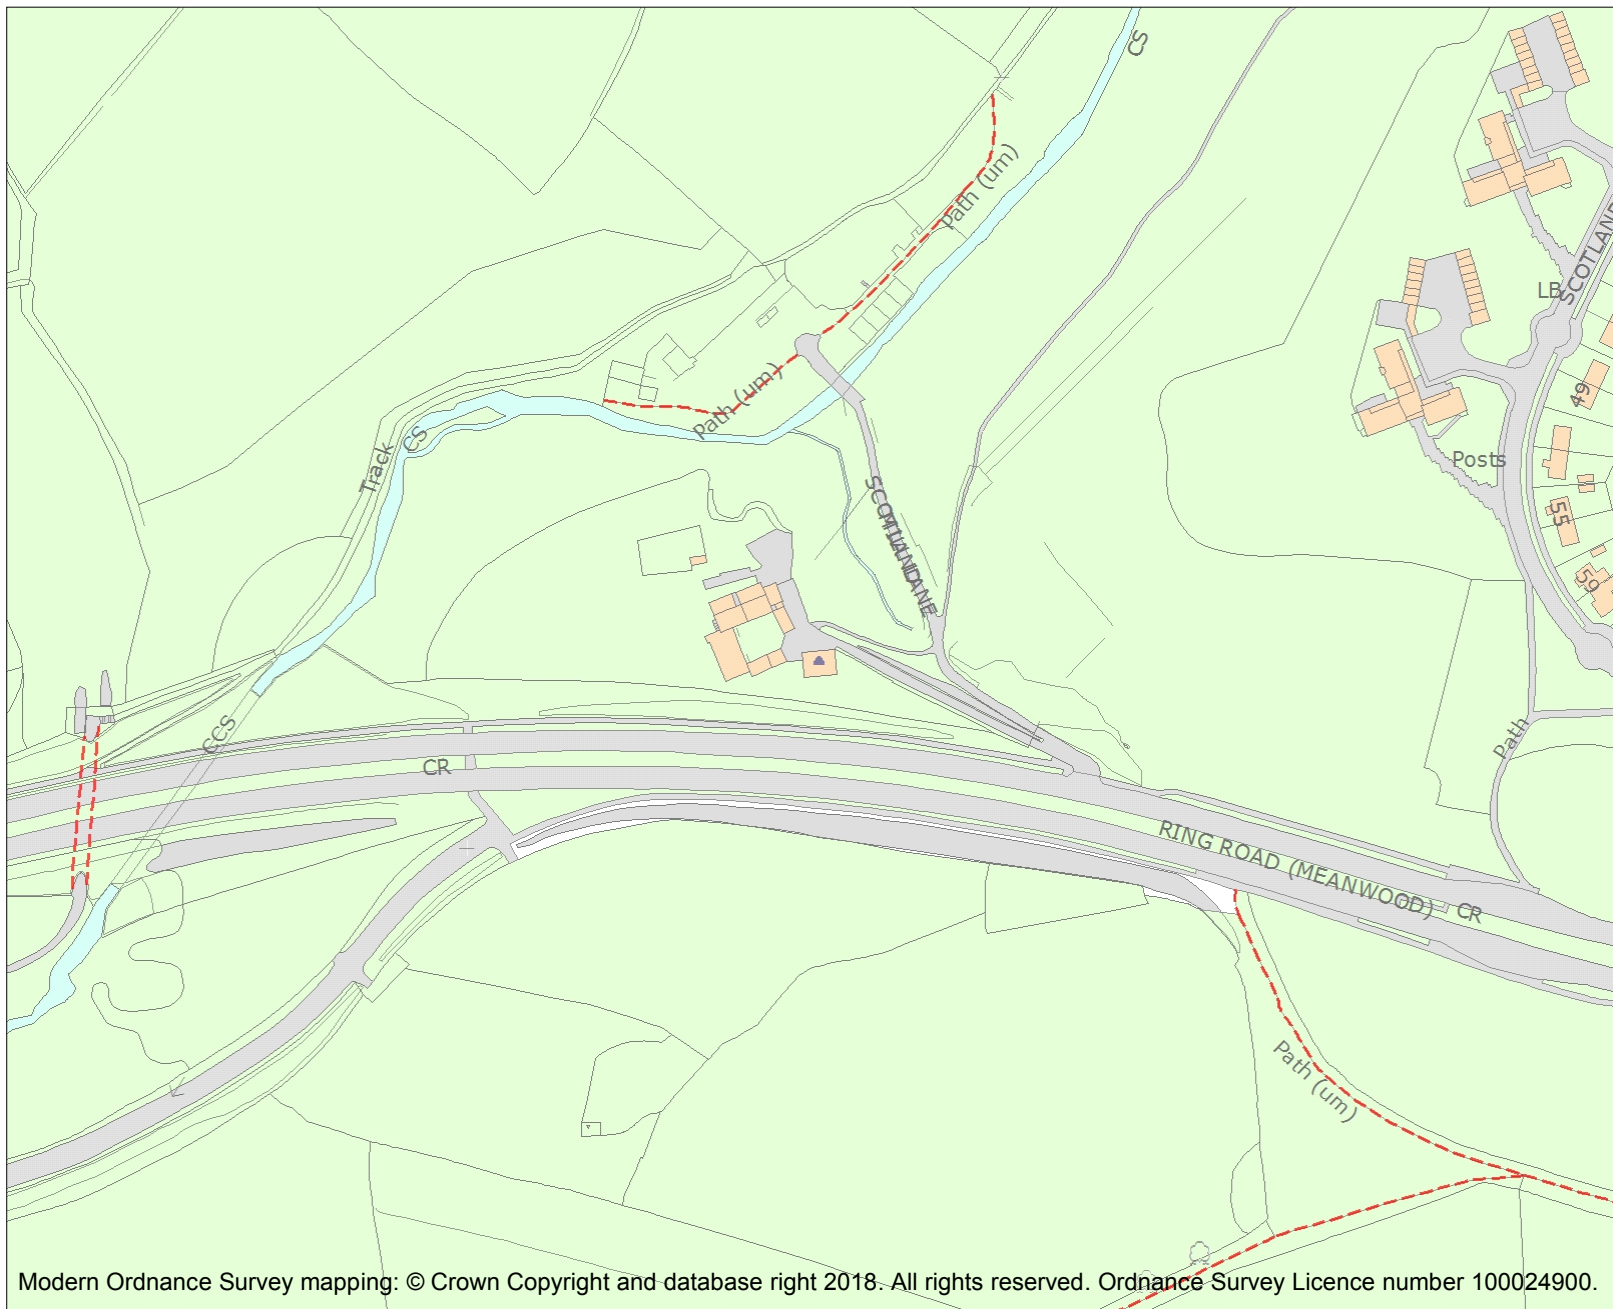 CS
Path (um)
SCOTLAND
LB
Path (um)
49
Track
CS
Posts
SCOTLAND
MILL LANE
55
59
CCS
Path
CR
RING ROAD (MEANWOOD)
CR
Path (um)
Modern Ordnance Survey mapping: © Crown Copyright and database right 2018. All rights reserved. Ordnance Survey Licence number 100024900.